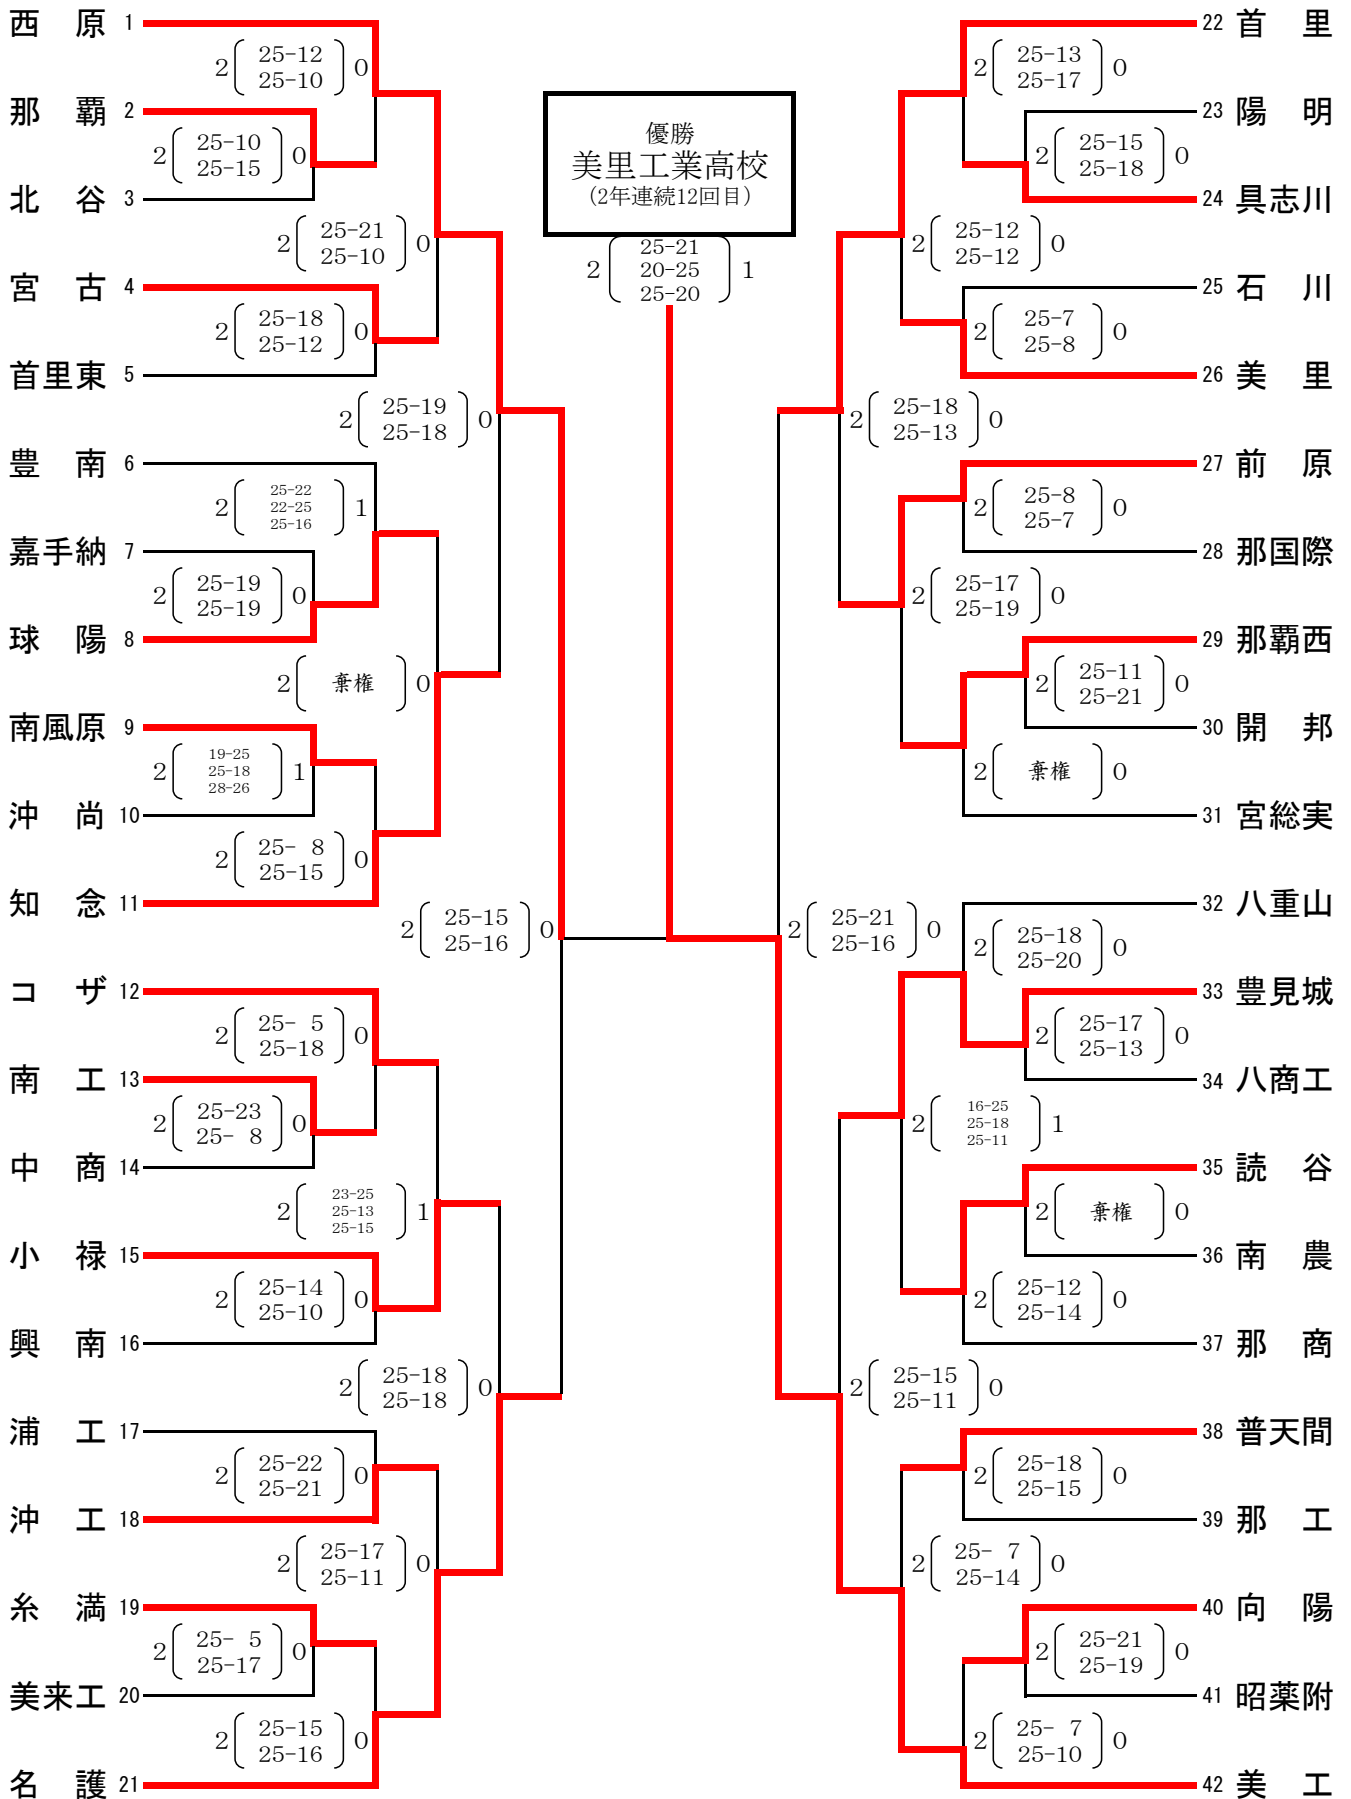 西　原 1
2 25-12 0
25-10
那　覇 2
2 25-10 0
25-15
北　谷 3
2 25-21 0
25-10
宮　古 4
2 25-18 0
25-12
首里東 5
2 25-19 0
25-18
豊　南 6
2 25-22 1
22-25
25-16
嘉手納 7
2 25-19 0
25-19
球　陽 8
2 棄権 0
南風原 9
2 19-25 1
25-18
28-26
沖　尚 10
2 25- 8 0
25-15
知　念 11
2 25-15 0
25-16
コ　ザ 12
2 25- 5 0
25-18
南　工 13
2 25-23 0
25- 8
中　商 14
2 23-25 1
25-13
25-15
小　禄 15
2 25-14 0
25-10
興　南 16
2 25-18 0
25-18
浦　工 17
2 25-22 0
25-21
沖　工 18
2 25-17 0
25-11
糸　満 19
2 25- 5 0
25-17
美来工 20
2 25-15 0
25-16
名　護 21
優勝
美里工業高校
（2年連続12回目）
2 25-21 1
20-25
25-20
22 首　里
2 25-13 0
25-17
23 陽　明
2 25-15 0
25-18
24 具志川
2 25-12 0
25-12
25 石　川
2 25-7 0
25-8
26 美　里
2 25-18 0
25-13
27 前　原
2 25-8 0
25-7
28 那国際
2 25-17 0
25-19
29 那覇西
2 25-11 0
25-21
30 開　邦
2 棄権 0
31 宮総実
32 八重山
2 25-21 0
25-16
2 25-18 0
25-20
33 豊見城
2 25-17 0
25-13
34 八商工
2 16-25 1
25-18
25-11
35 読　谷
2 棄権 0
36 南　農
2 25-12 0
25-14
37 那　商
2 25-15 0
25-11
38 普天間
2 25-18 0
25-15
39 那　工
2 25- 7 0
25-14
40 向　陽
2 25-21 0
25-19
41 昭薬附
2 25- 7 0
25-10
42 美　工